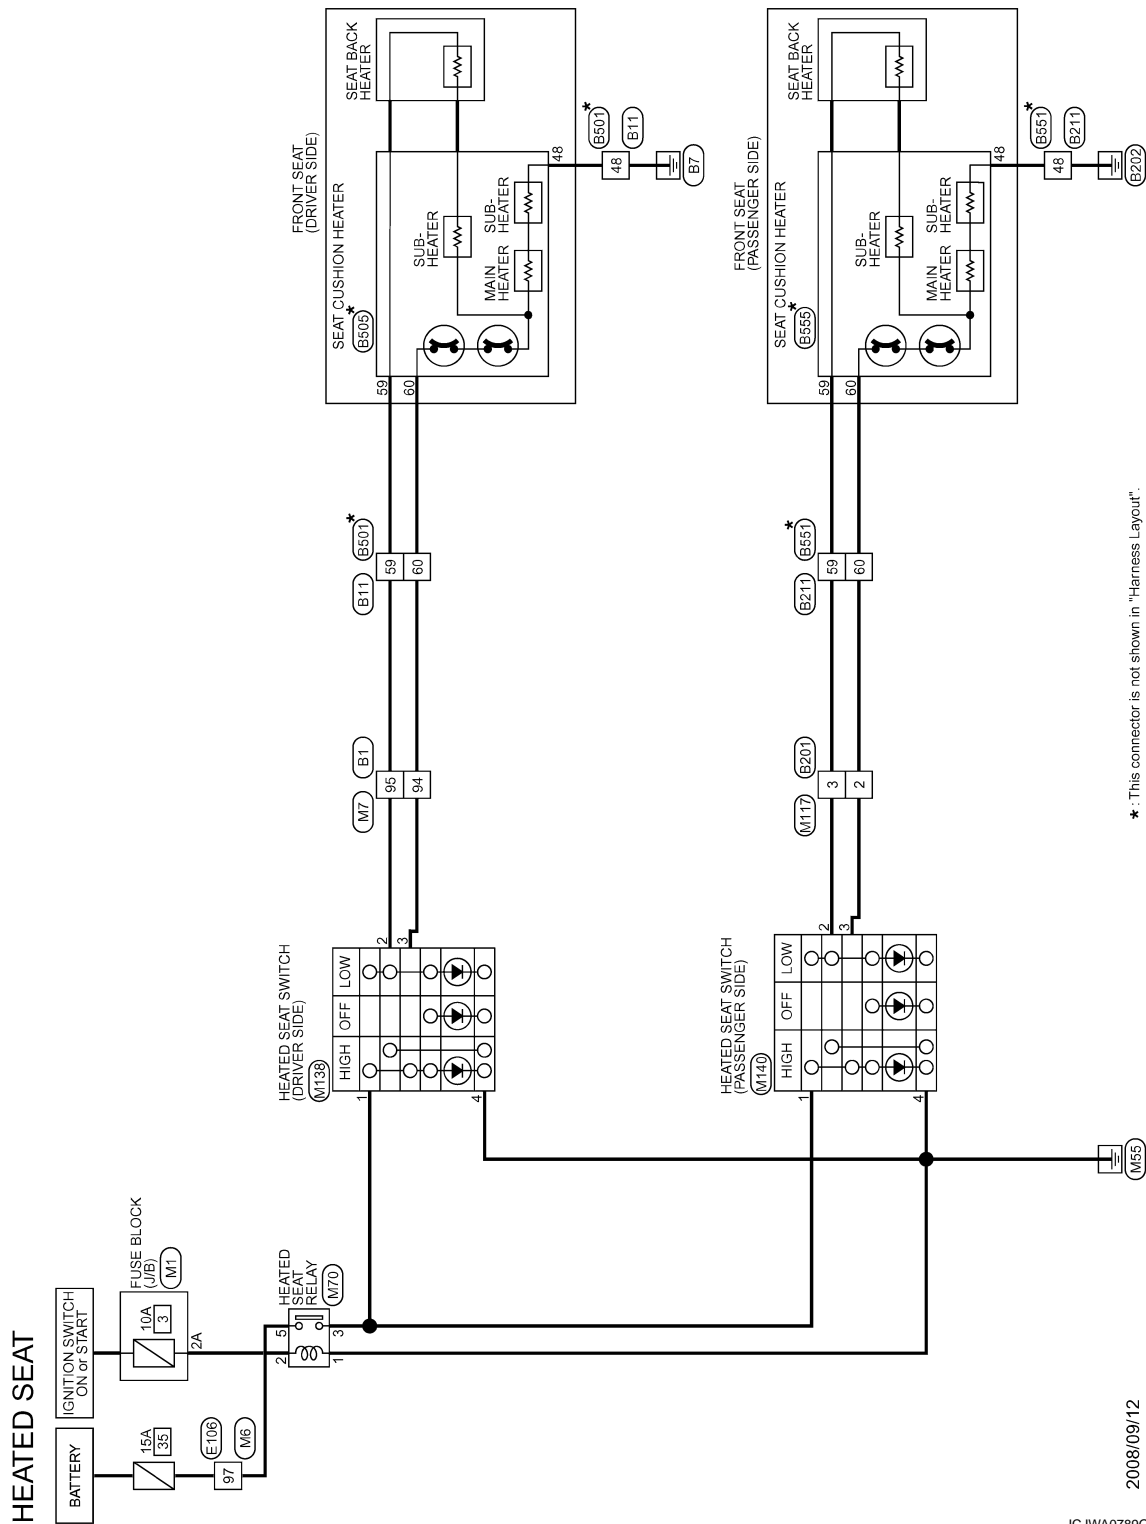 HEATED SEAT
BATTERY
IGNITION SWITCH
ON or START
15A
35
10A
3
FUSE BLOCK
(J/B)
M1
2A
97
E106
M6
HEATED
SEAT
RELAY
M70
5
2
3
1
HEATED SEAT SWITCH
(DRIVER SIDE)
M138
HIGH
OFF
LOW
1
4
2
3
M7
B1
95
94
B11
B501
*
59
60
FRONT SEAT
(DRIVER SIDE)
SEAT CUSHION HEATER
B505
*
59
60
SUB-
HEATER
MAIN
HEATER
SUB-
HEATER
SEAT BACK
HEATER
48
48
B501
*
B11
B7
HEATED SEAT SWITCH
(PASSENGER SIDE)
M140
HIGH
OFF
LOW
1
4
2
3
M117
B201
3
2
B211
B551
*
59
60
FRONT SEAT
(PASSENGER SIDE)
SEAT CUSHION HEATER
B555
*
59
60
SUB-
HEATER
MAIN
HEATER
SUB-
HEATER
SEAT BACK
HEATER
48
48
B551
*
B211
B202
M55
* : This connector is not shown in "Harness Layout".
2008/09/12